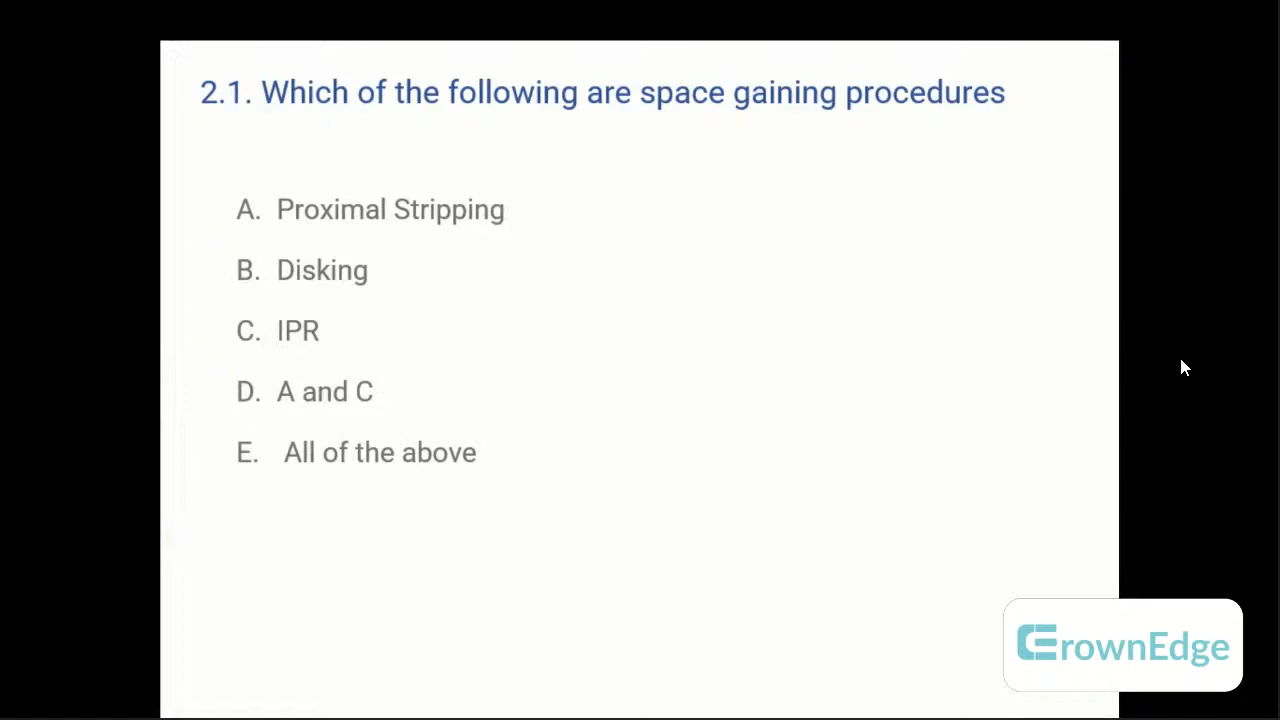 2.1. Which of the following are space gaining procedures
A. Proximal Stripping
B. Disking
C. IPR
D. A and C
E. All of the above
CrownEdge